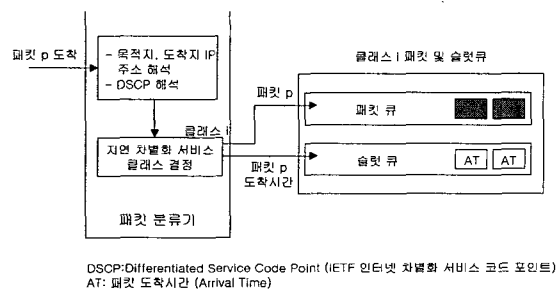 패킷 p 도착
- 목적지, 도착지 IP
주소 해석
- DSCP 해석
클래스 i
지연 차별화 서비스
클래스 결정
패킷 분류기
패킷 p
패킷 p
도착시간
클래스 i 패킷 및 슬럿큐
패킷 큐
슬럿 큐
AT
AT
DSCP:Differentiated Service Code Point (IETF 인터넷 차별화 서비스 코드 포인트)
AT: 패킷 도착시간 (Arrival Time)